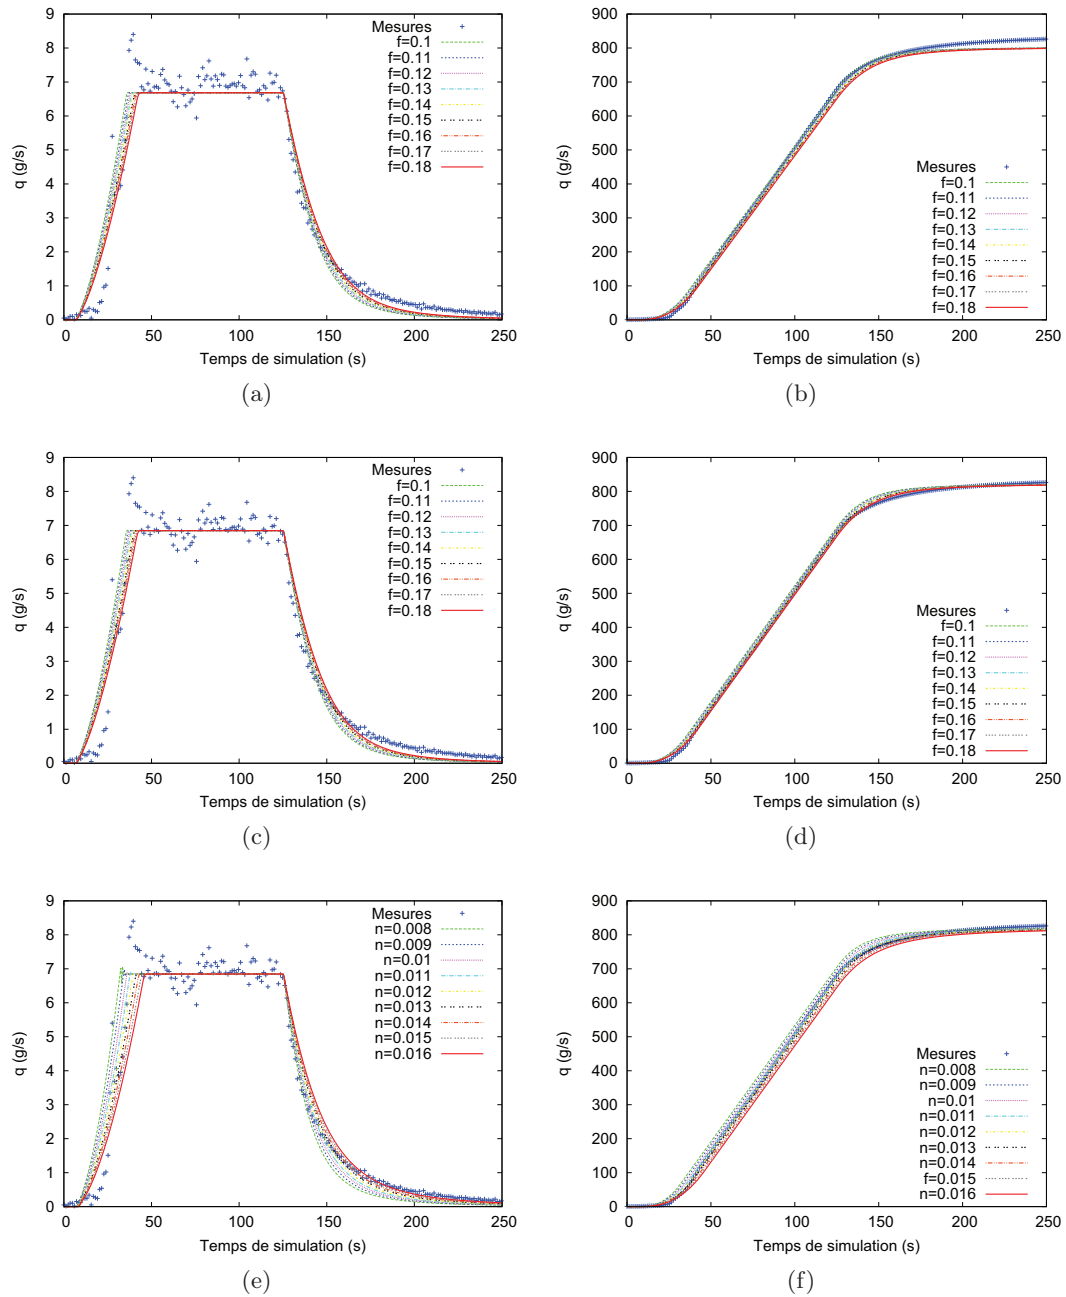 9
8
7
6
5
4
3
2
1
0
q (g/s)
0 50 100 150 200 250
Temps de simulation (s)
Mesures
f=0.1
f=0.11
f=0.12
f=0.13
f=0.14
f=0.15
f=0.16
f=0.17
f=0.18
(a)
900
800
700
600
500
400
300
200
100
0
q (g/s)
0 50 100 150 200 250
Temps de simulation (s)
Mesures
f=0.1
f=0.11
f=0.12
f=0.13
f=0.14
f=0.15
f=0.16
f=0.17
f=0.18
(b)
9
8
7
6
5
4
3
2
1
0
q (g/s)
0 50 100 150 200 250
Temps de simulation (s)
Mesures
f=0.1
f=0.11
f=0.12
f=0.13
f=0.14
f=0.15
f=0.16
f=0.17
f=0.18
(c)
900
800
700
600
500
400
300
200
100
0
q (g/s)
0 50 100 150 200 250
Temps de simulation (s)
Mesures
f=0.1
f=0.11
f=0.12
f=0.13
f=0.14
f=0.15
f=0.16
f=0.17
f=0.18
(d)
9
8
7
6
5
4
3
2
1
0
q (g/s)
0 50 100 150 200 250
Temps de simulation (s)
Mesures
n=0.008
n=0.009
n=0.01
n=0.011
n=0.012
n=0.013
n=0.014
n=0.015
n=0.016
(e)
900
800
700
600
500
400
300
200
100
0
q (g/s)
0 50 100 150 200 250
Temps de simulation (s)
Mesures
n=0.008
n=0.009
n=0.01
n=0.011
n=0.012
n=0.013
n=0.014
f=0.015
n=0.016
(f)